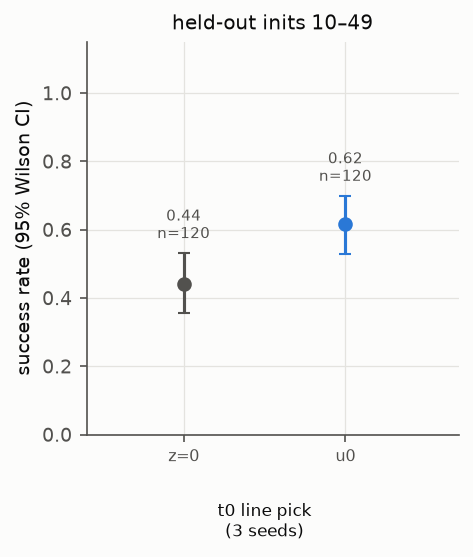 held-out inits 10–49
success rate (95% Wilson CI)
1.0
0.8
0.6
0.4
0.2
0.0
0.44
n=120
0.62
n=120
z=0
u0
t0 line pick
(3 seeds)